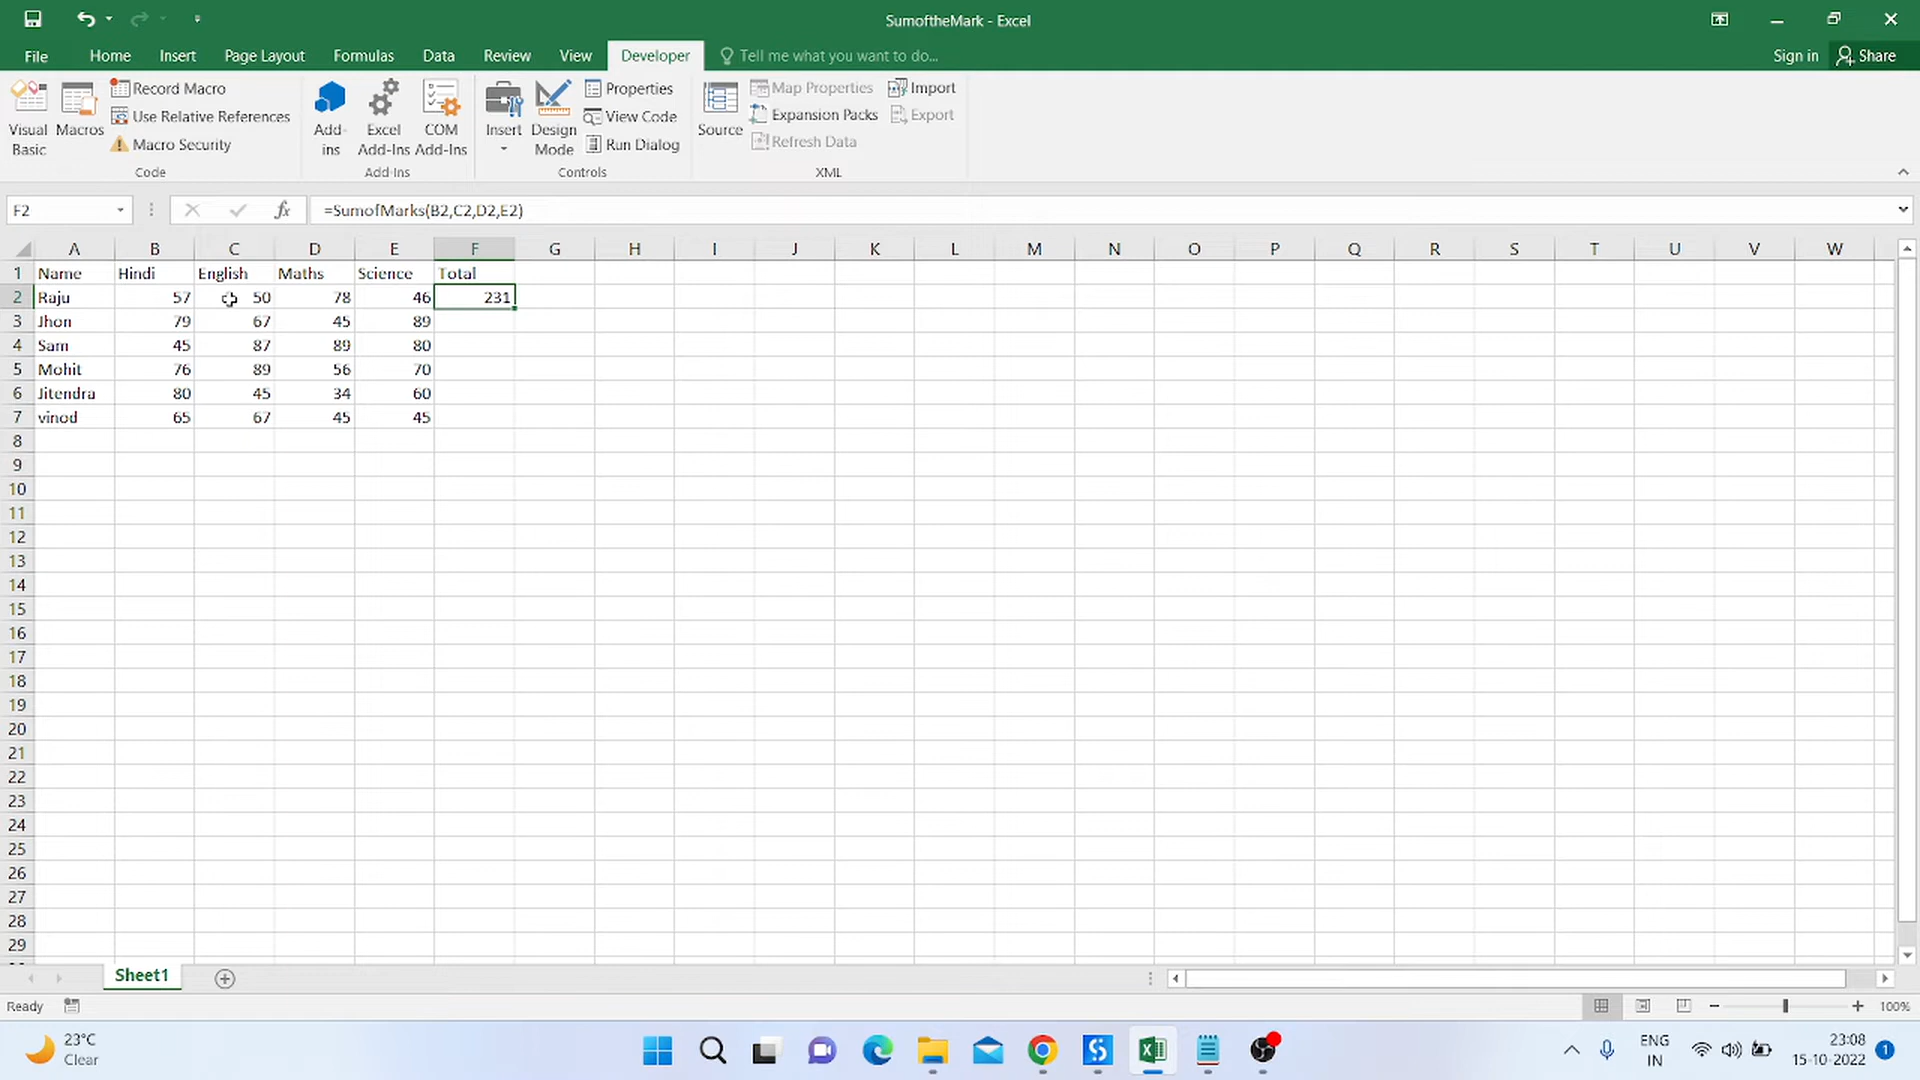 SumoftheMark - Excel
File Home Insert Page Layout Formulas Data Review View Developer Tell me what you want to do... Sign in Share
Visual Basic
Macros
Record Macro
Use Relative References
Macro Security
Code
Add-ins
Excel Add-Ins
COM Add-Ins
Add-Ins
Insert
Design Mode
Properties
View Code
Run Dialog
Controls
Source
Map Properties
Expansion Packs
Refresh Data
Import
Export
XML
F2 fx =SumofMarks(B2,C2,D2,E2)
A B C D E F G H I J K L M N O P Q R S T U V W
1 Name Hindi English Maths Science Total
2 Raju 57 50 78 46 231
3 Jhon 79 67 45 89
4 Sam 45 87 89 80
5 Mohit 76 89 56 70
6 Jitendra 80 45 34 60
7 vinod 65 67 45 45
8
9
10
11
12
13
14
15
16
17
18
19
20
21
22
23
24
25
26
27
28
29
Sheet1
Ready 100%
23°C
Clear
ENG
IN
23:08
15-10-2022
1